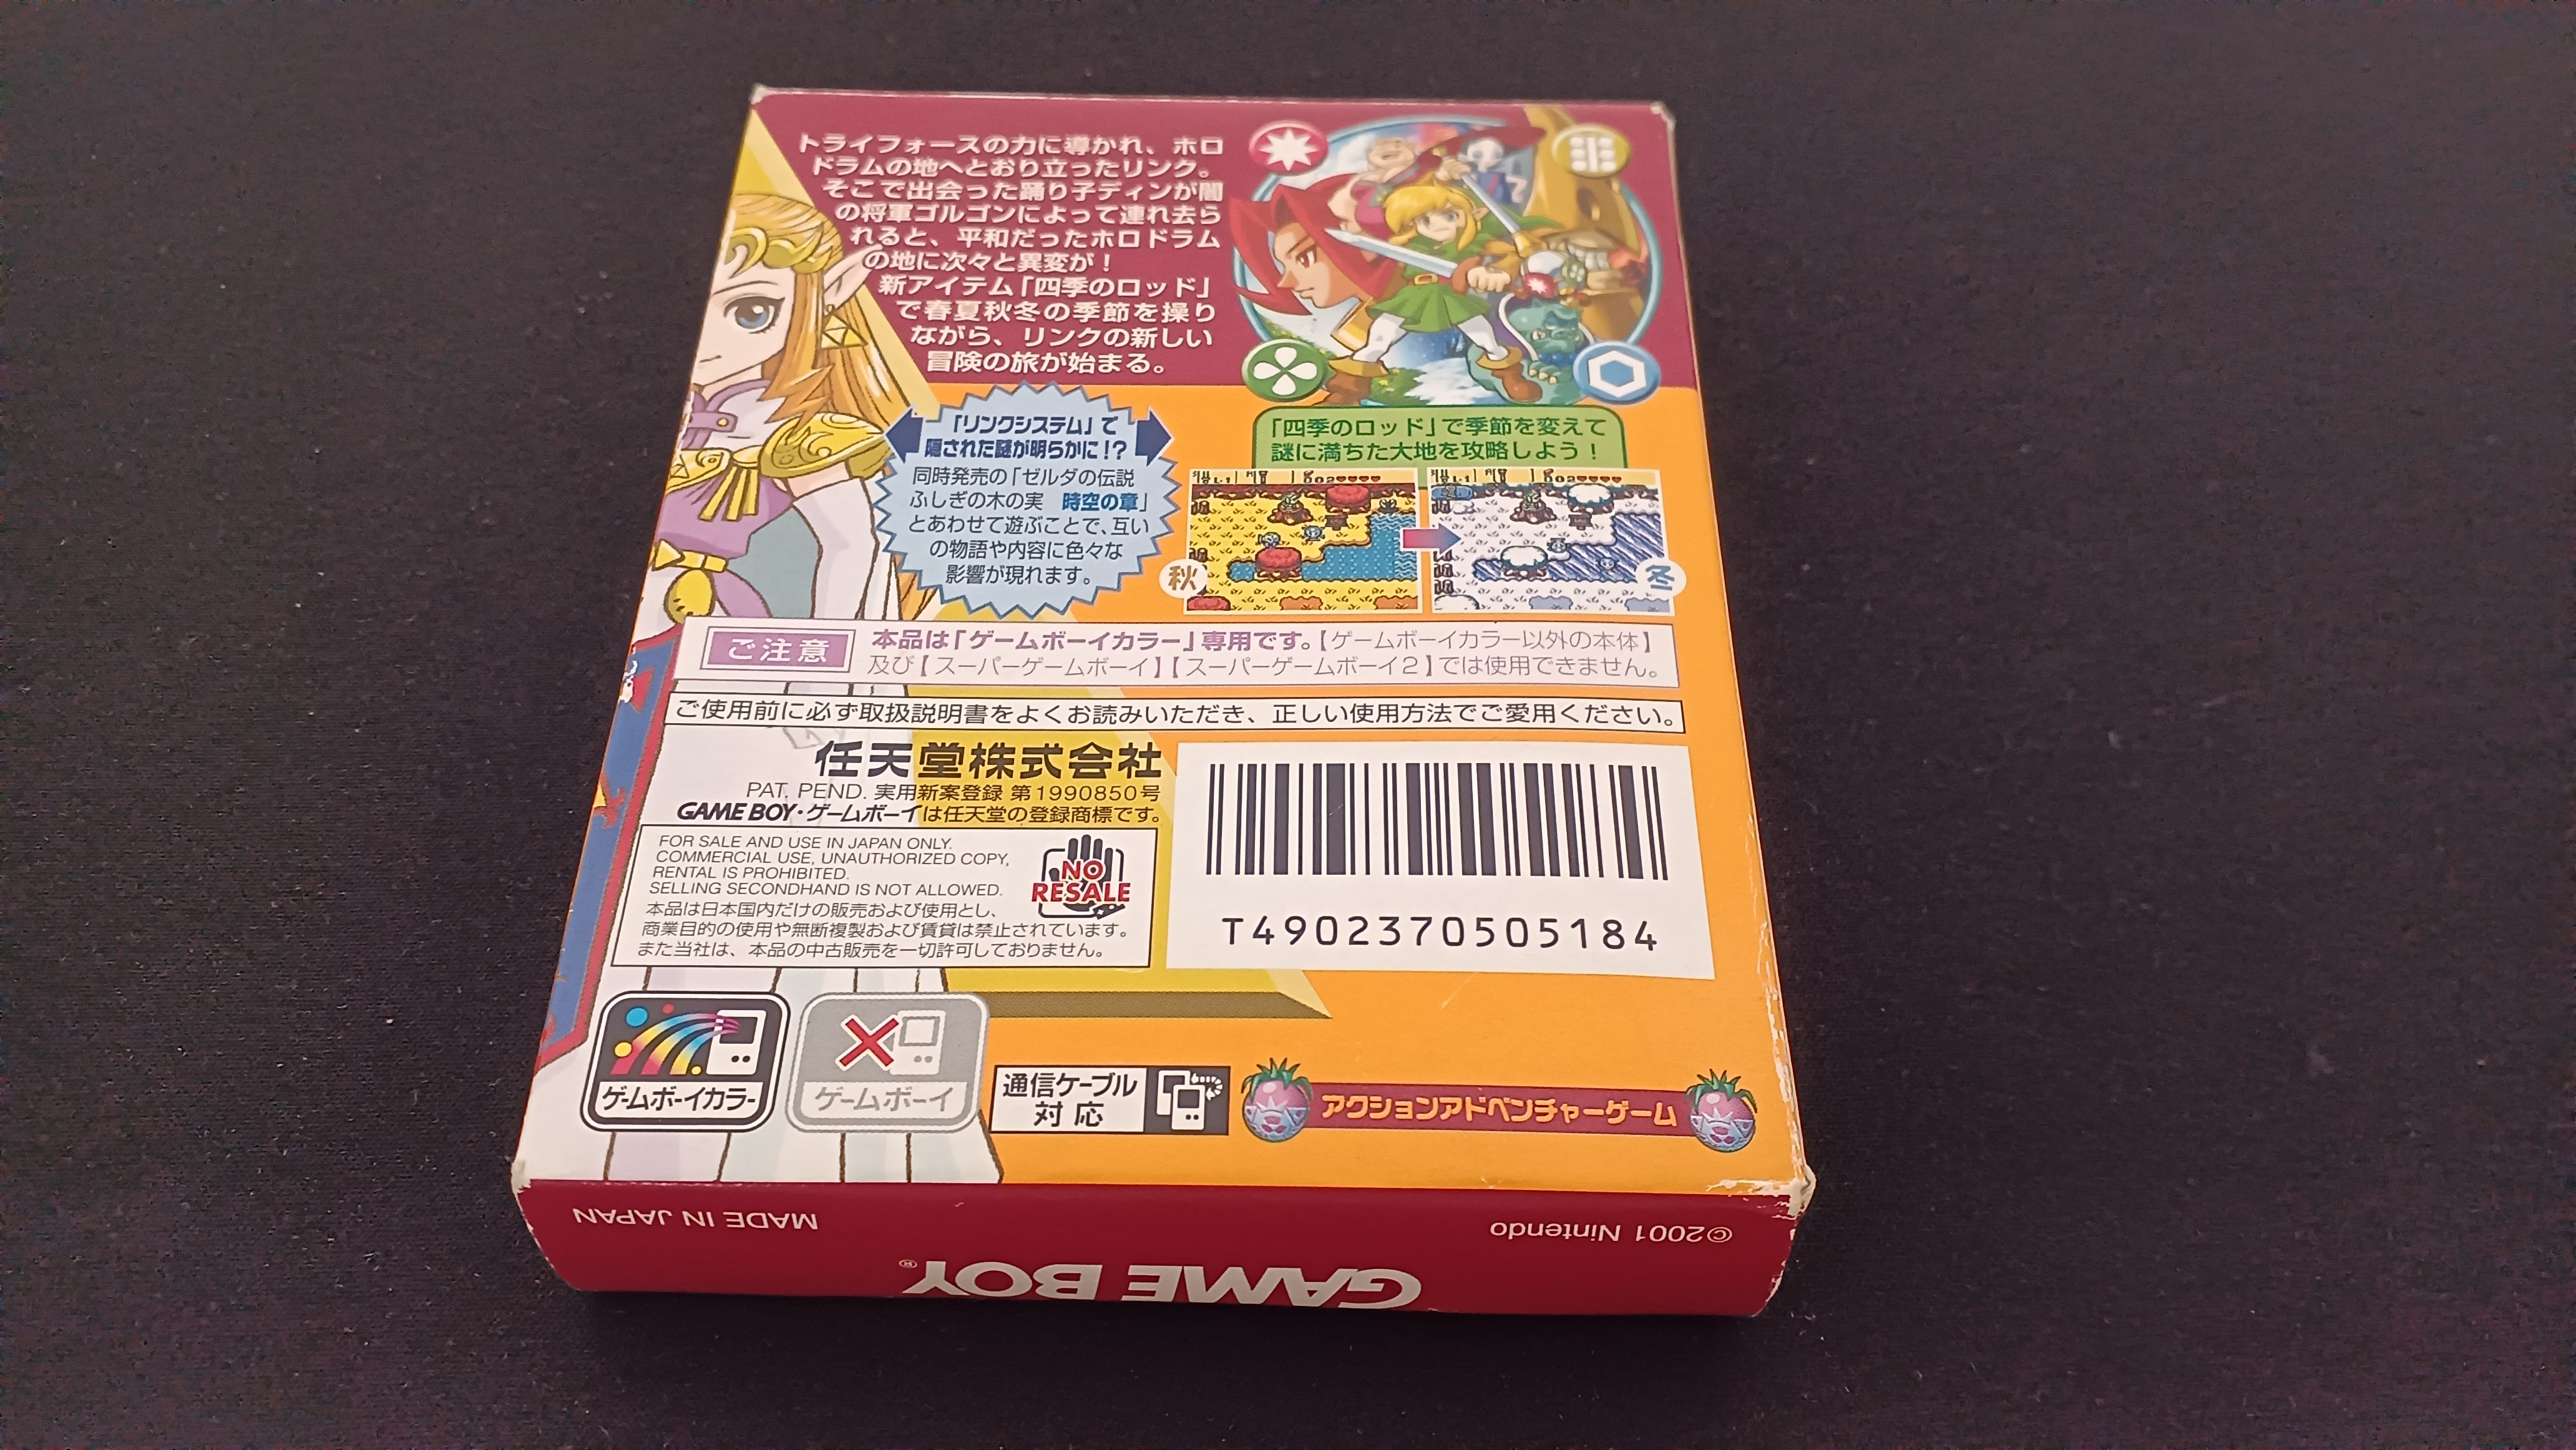 トライフォースの力に導かれ、ホロ
ドラムの地へとおり立ったリンク。
そこで出会った踊り子ディンが闇
の将軍ゴルゴンによって連れ去ら
れると、平和だったホロドラム
の地に次々と異変が！
新アイテム「四季のロッド」
で春夏秋冬の季節を操り
ながら、リンクの新しい
冒険の旅が始まる。
「リンクシステム」で
隠された謎が明らかに!?
同時発売の「ゼルダの伝説
ふしぎの木の実　時空の章」
とあわせて遊ぶことで、互い
の物語や内容に色々な
影響が現れます。
「四季のロッド」で季節を変えて
謎に満ちた大地を攻略しよう！
秋
冬
ご注意
本品は「ゲームボーイカラー」専用です。【ゲームボーイカラー以外の本体】
及び【スーパーゲームボーイ】【スーパーゲームボーイ2】では使用できません。
ご使用前に必ず取扱説明書をよくお読みいただき、正しい使用方法でご愛用ください。
任天堂株式会社
PAT. PEND. 実用新案登録 第1990850号
GAME BOY・ゲームボーイは任天堂の登録商標です。
FOR SALE AND USE IN JAPAN ONLY.
COMMERCIAL USE, UNAUTHORIZED COPY,
RENTAL IS PROHIBITED.
SELLING SECONDHAND IS NOT ALLOWED.
本品は日本国内だけの販売および使用とし、
商業目的の使用や無断複製および賃貸は禁止されています。
また当社は、本品の中古販売を一切許可しておりません。
NO
RESALE
T4902370505184
ゲームボーイカラー
ゲームボーイ
通信ケーブル
対応
アクションアドベンチャーゲーム
MADE IN JAPAN
©2001 Nintendo
GAME BOY®